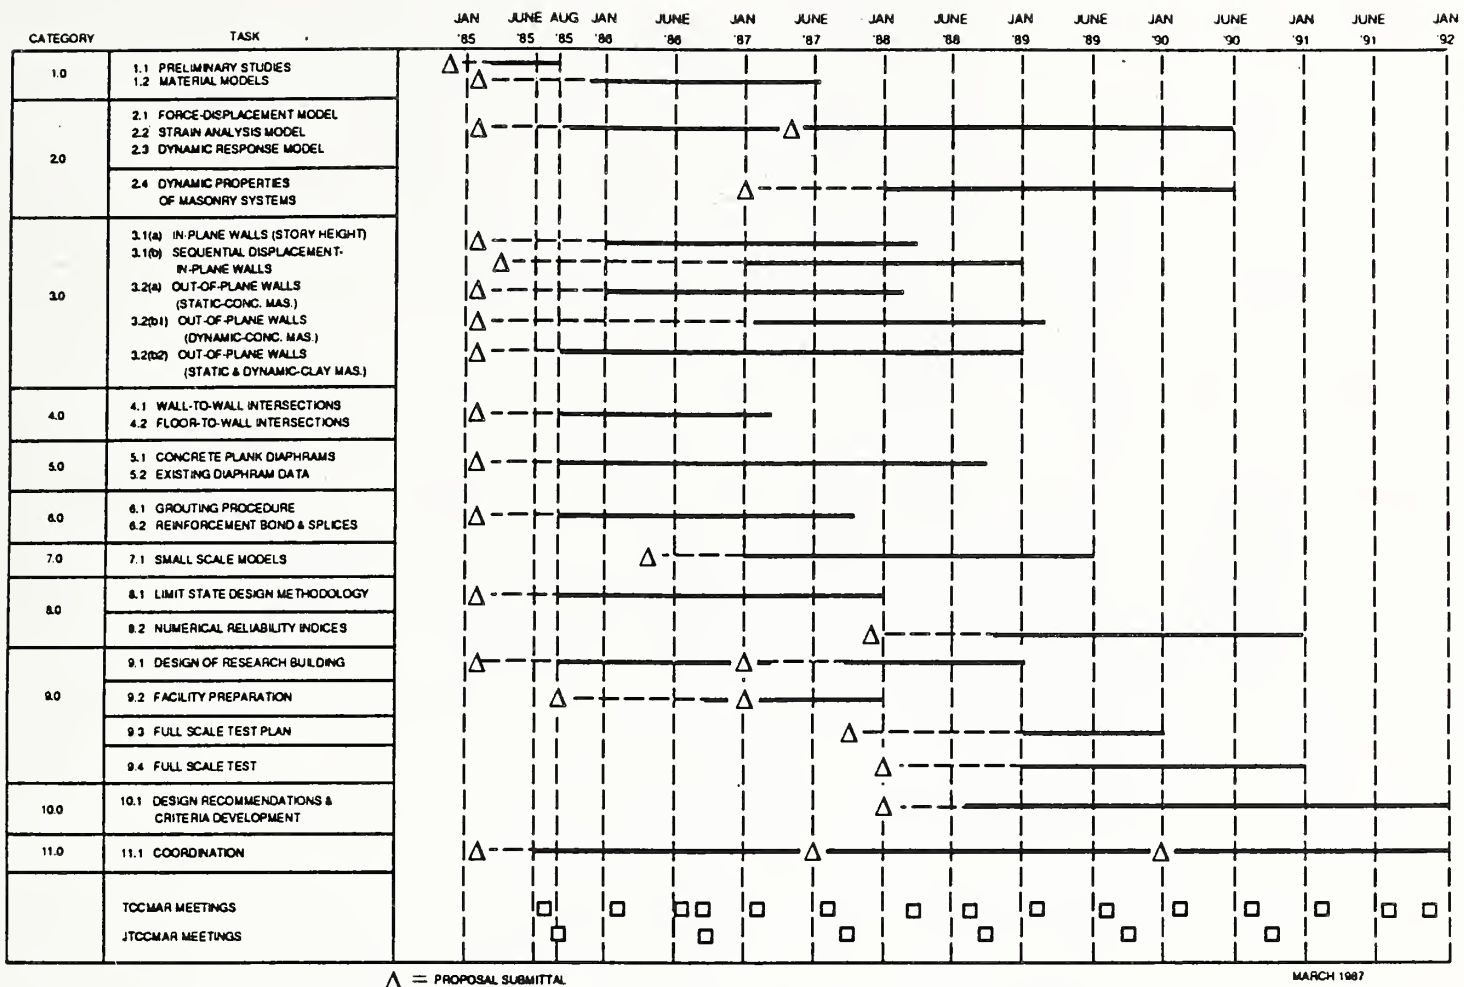 JAN JUNE AUG JAN JUNE JAN JUNE JAN JUNE JAN JUNE JAN JUNE JAN JUNE JAN
CATEGORY TASK '85 '85 '85 '86 '86 '87 '87 '88 '88 '89 '89 '90 '90 '91 '91 '92
1.0 1.1 PRELIMINARY STUDIES
1.2 MATERIAL MODELS
2.0
2.1 FORCE-DISPLACEMENT MODEL
2.2 STRAIN ANALYSIS MODEL
2.3 DYNAMIC RESPONSE MODEL
2.4 DYNAMIC PROPERTIES
OF MASONRY SYSTEMS
3.0
3.1(a) IN-PLANE WALLS (STORY HEIGHT)
3.1(b) SEQUENTIAL DISPLACEMENT-
IN-PLANE WALLS
3.2(a) OUT-OF-PLANE WALLS
(STATIC-CONC. MAS.)
3.2(b1) OUT-OF-PLANE WALLS
(DYNAMIC-CONC. MAS.)
3.2(b2) OUT-OF-PLANE WALLS
(STATIC & DYNAMIC-CLAY MAS.)
4.0
4.1 WALL-TO-WALL INTERSECTIONS
4.2 FLOOR-TO-WALL INTERSECTIONS
5.0
5.1 CONCRETE PLANK DIAPHRAMS
5.2 EXISTING DIAPHRAM DATA
6.0
6.1 GROUTING PROCEDURE
6.2 REINFORCEMENT BOND & SPLICES
7.0 7.1 SMALL SCALE MODELS
8.0
8.1 LIMIT STATE DESIGN METHODOLOGY
8.2 NUMERICAL RELIABILITY INDICES
9.0
9.1 DESIGN OF RESEARCH BUILDING
9.2 FACILITY PREPARATION
9.3 FULL SCALE TEST PLAN
9.4 FULL SCALE TEST
10.0
10.1 DESIGN RECOMMENDATIONS &
CRITERIA DEVELOPMENT
11.0 11.1 COORDINATION
TCCMAR MEETINGS
JTCCMAR MEETINGS
Δ = PROPOSAL SUBMITTAL
MARCH 1987